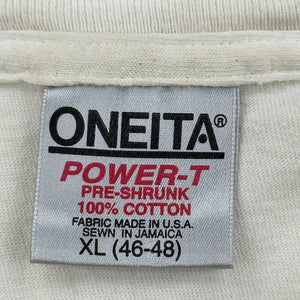 ONEITA®
POWER-T
PRE-SHRUNK
100% COTTON
FABRIC MADE IN U.S.A.
SEWN IN JAMAICA
XL (46-48)